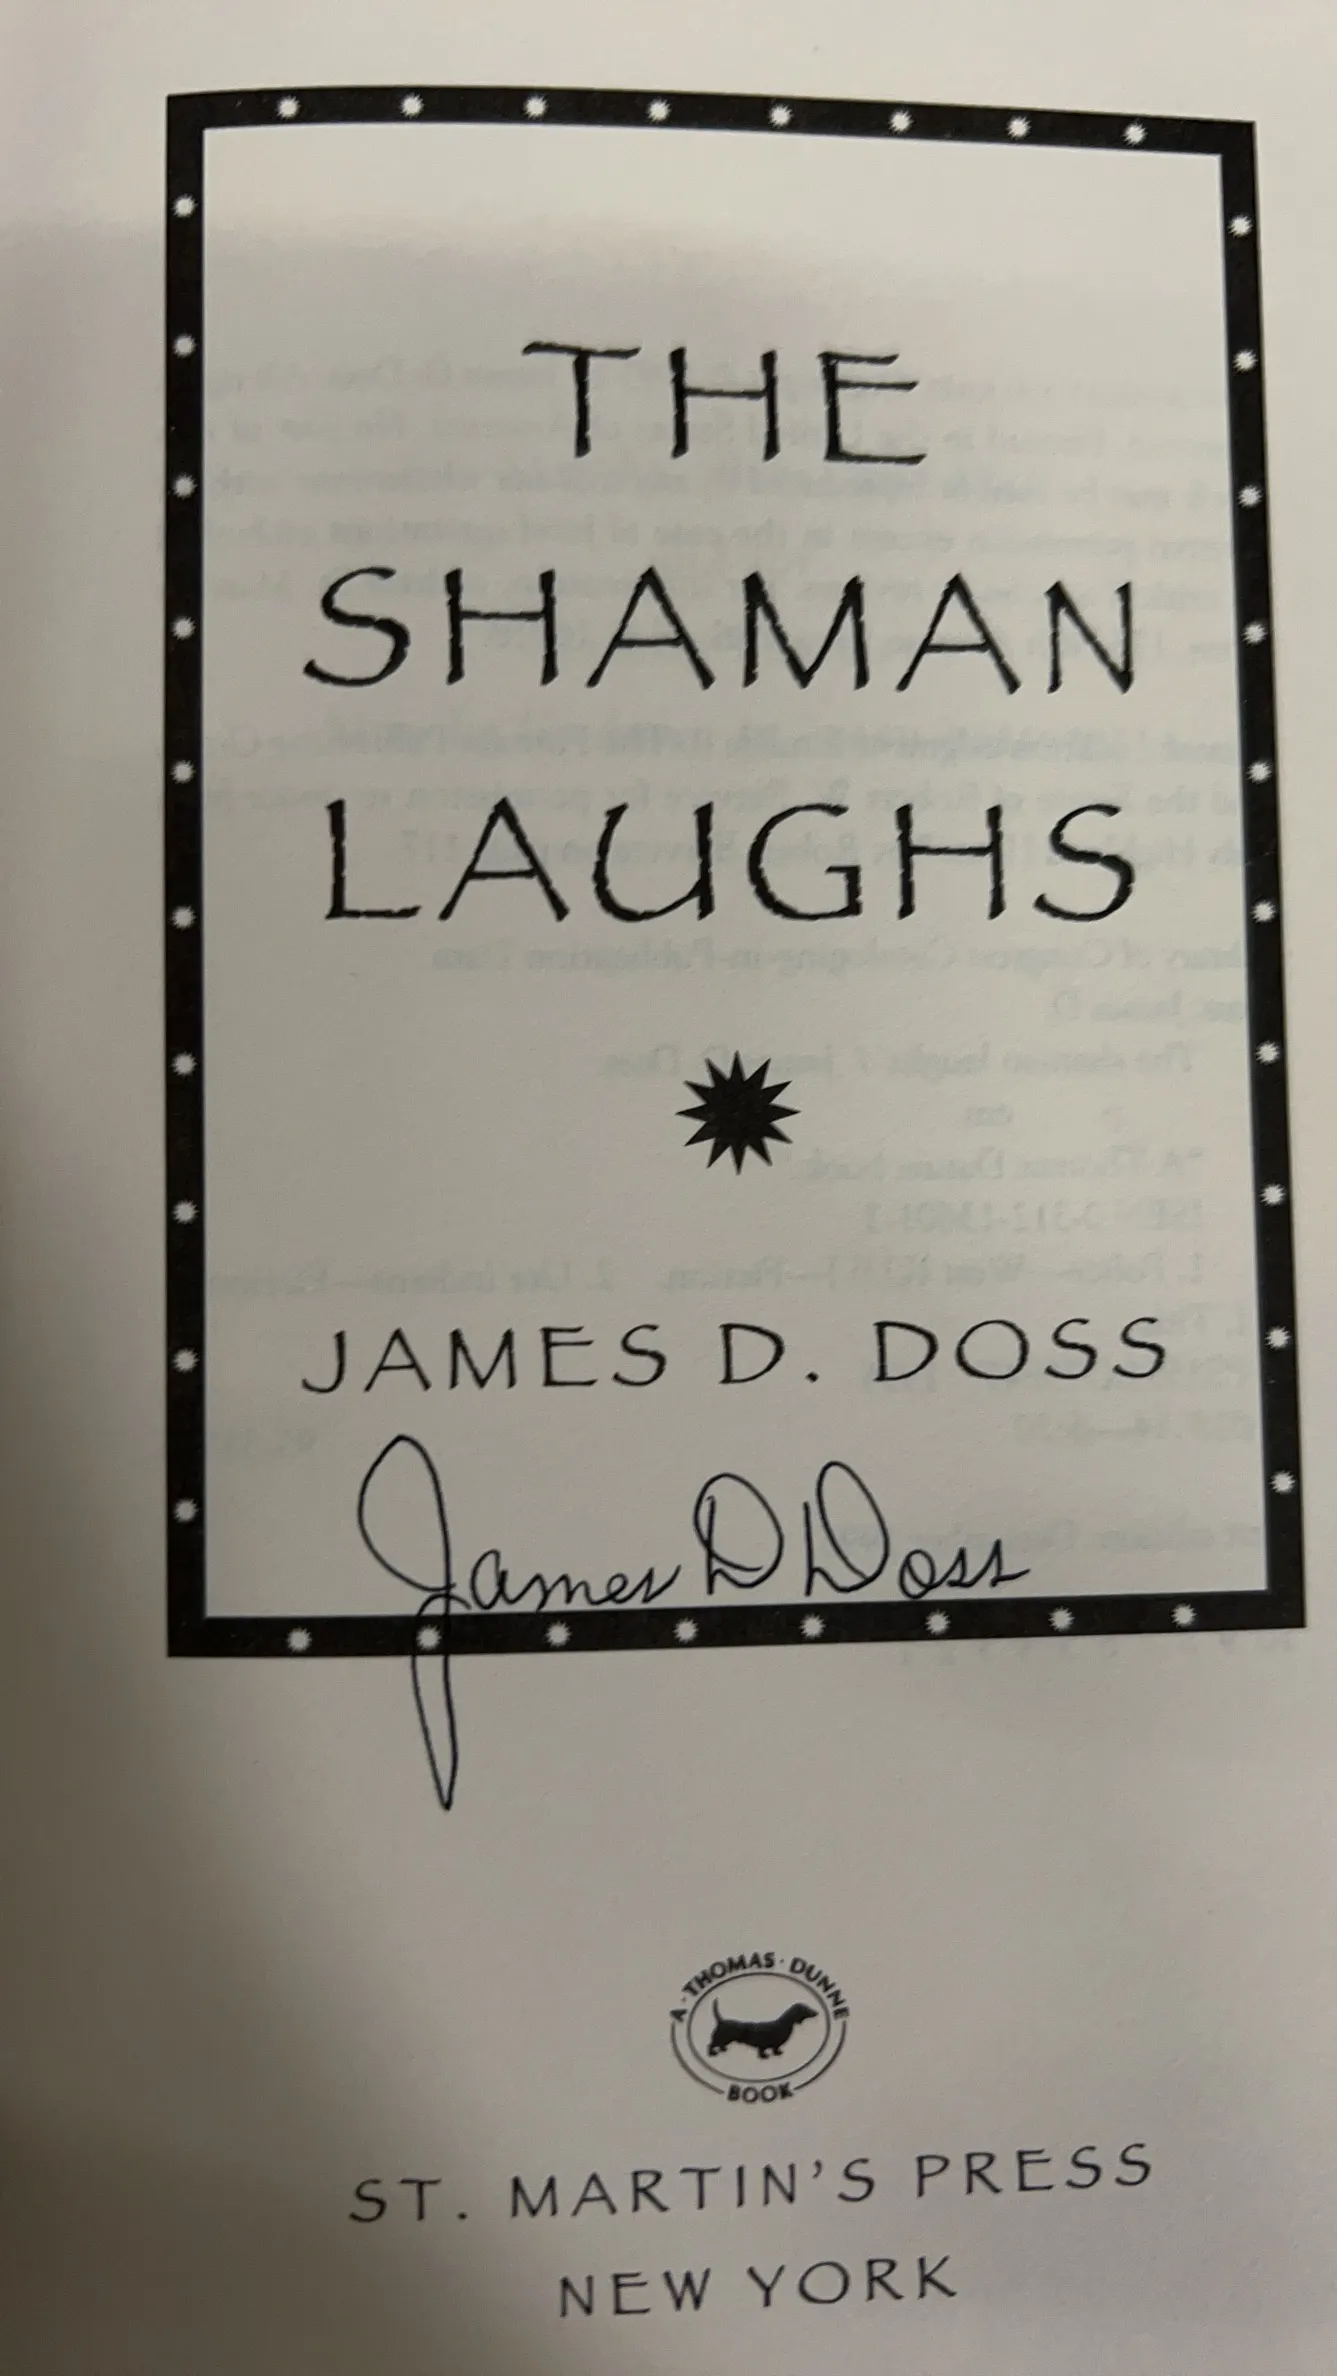 THE
SHAMAN
LAUGHS
JAMES D. DOSS
James D Doss
A · THOMAS · DUNNE
BOOK
ST. MARTIN'S PRESS
NEW YORK